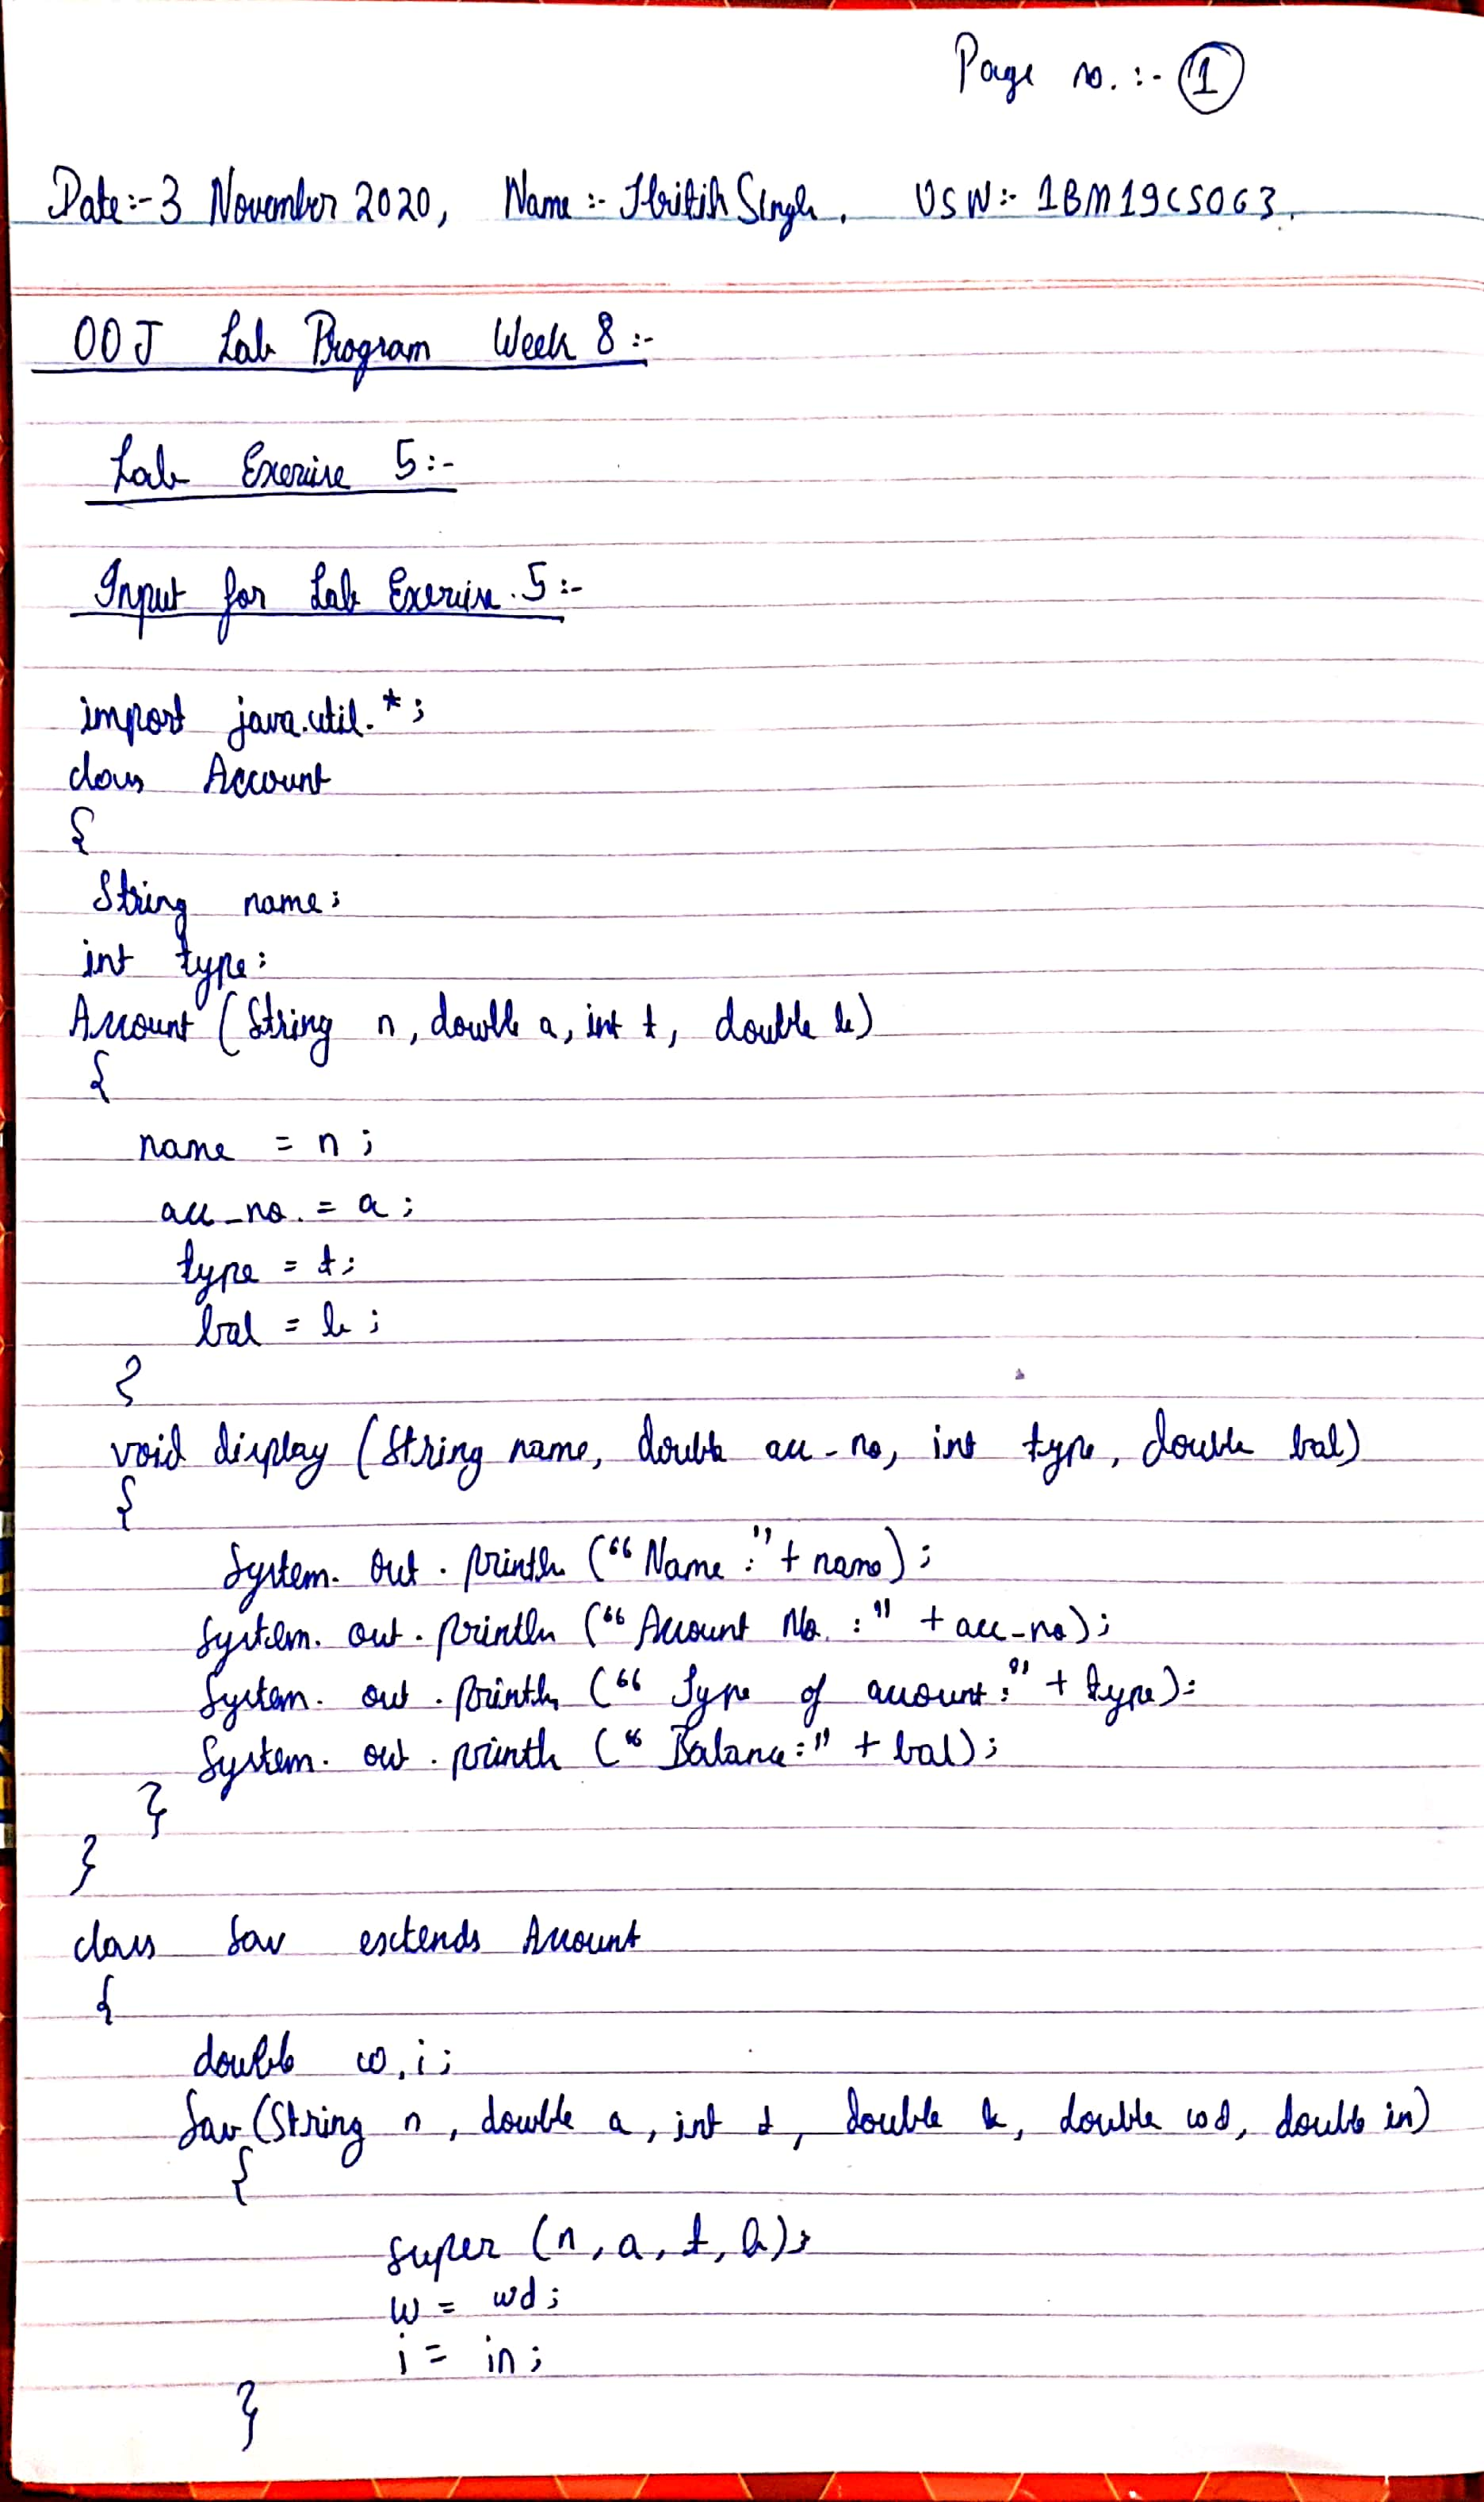 Page no. :- 1
Date:- 3 November 2020, Name :- Hritih Singh. USN:- 1BM19CS063.
OOJ Lab Program Week 8 :-
Lab Exercise 5:-
Input for Lab Exercise. 5 :-
import java.util.*;
class Account
{
String name;
int type;
Account (String n, double a, int t, double b)
{
name = n ;
acc_no. = a ;
type = t ;
bal = b ;
}
void display (String name, double acc_no, int type, double bal)
{
System. out . println ("Name :" + name) ;
System. out . println ("Account No. :" + acc_no) ;
System. out . println ("Type of account :" + type) ;
System. out . println ("Balance :" + bal) ;
}
}
class Sav extends Account
{
double w, i ;
Sav (String n , double a , int t , double b, double wd, double in)
{
super (n , a , t , b) ;
w = wd ;
i = in ;
}